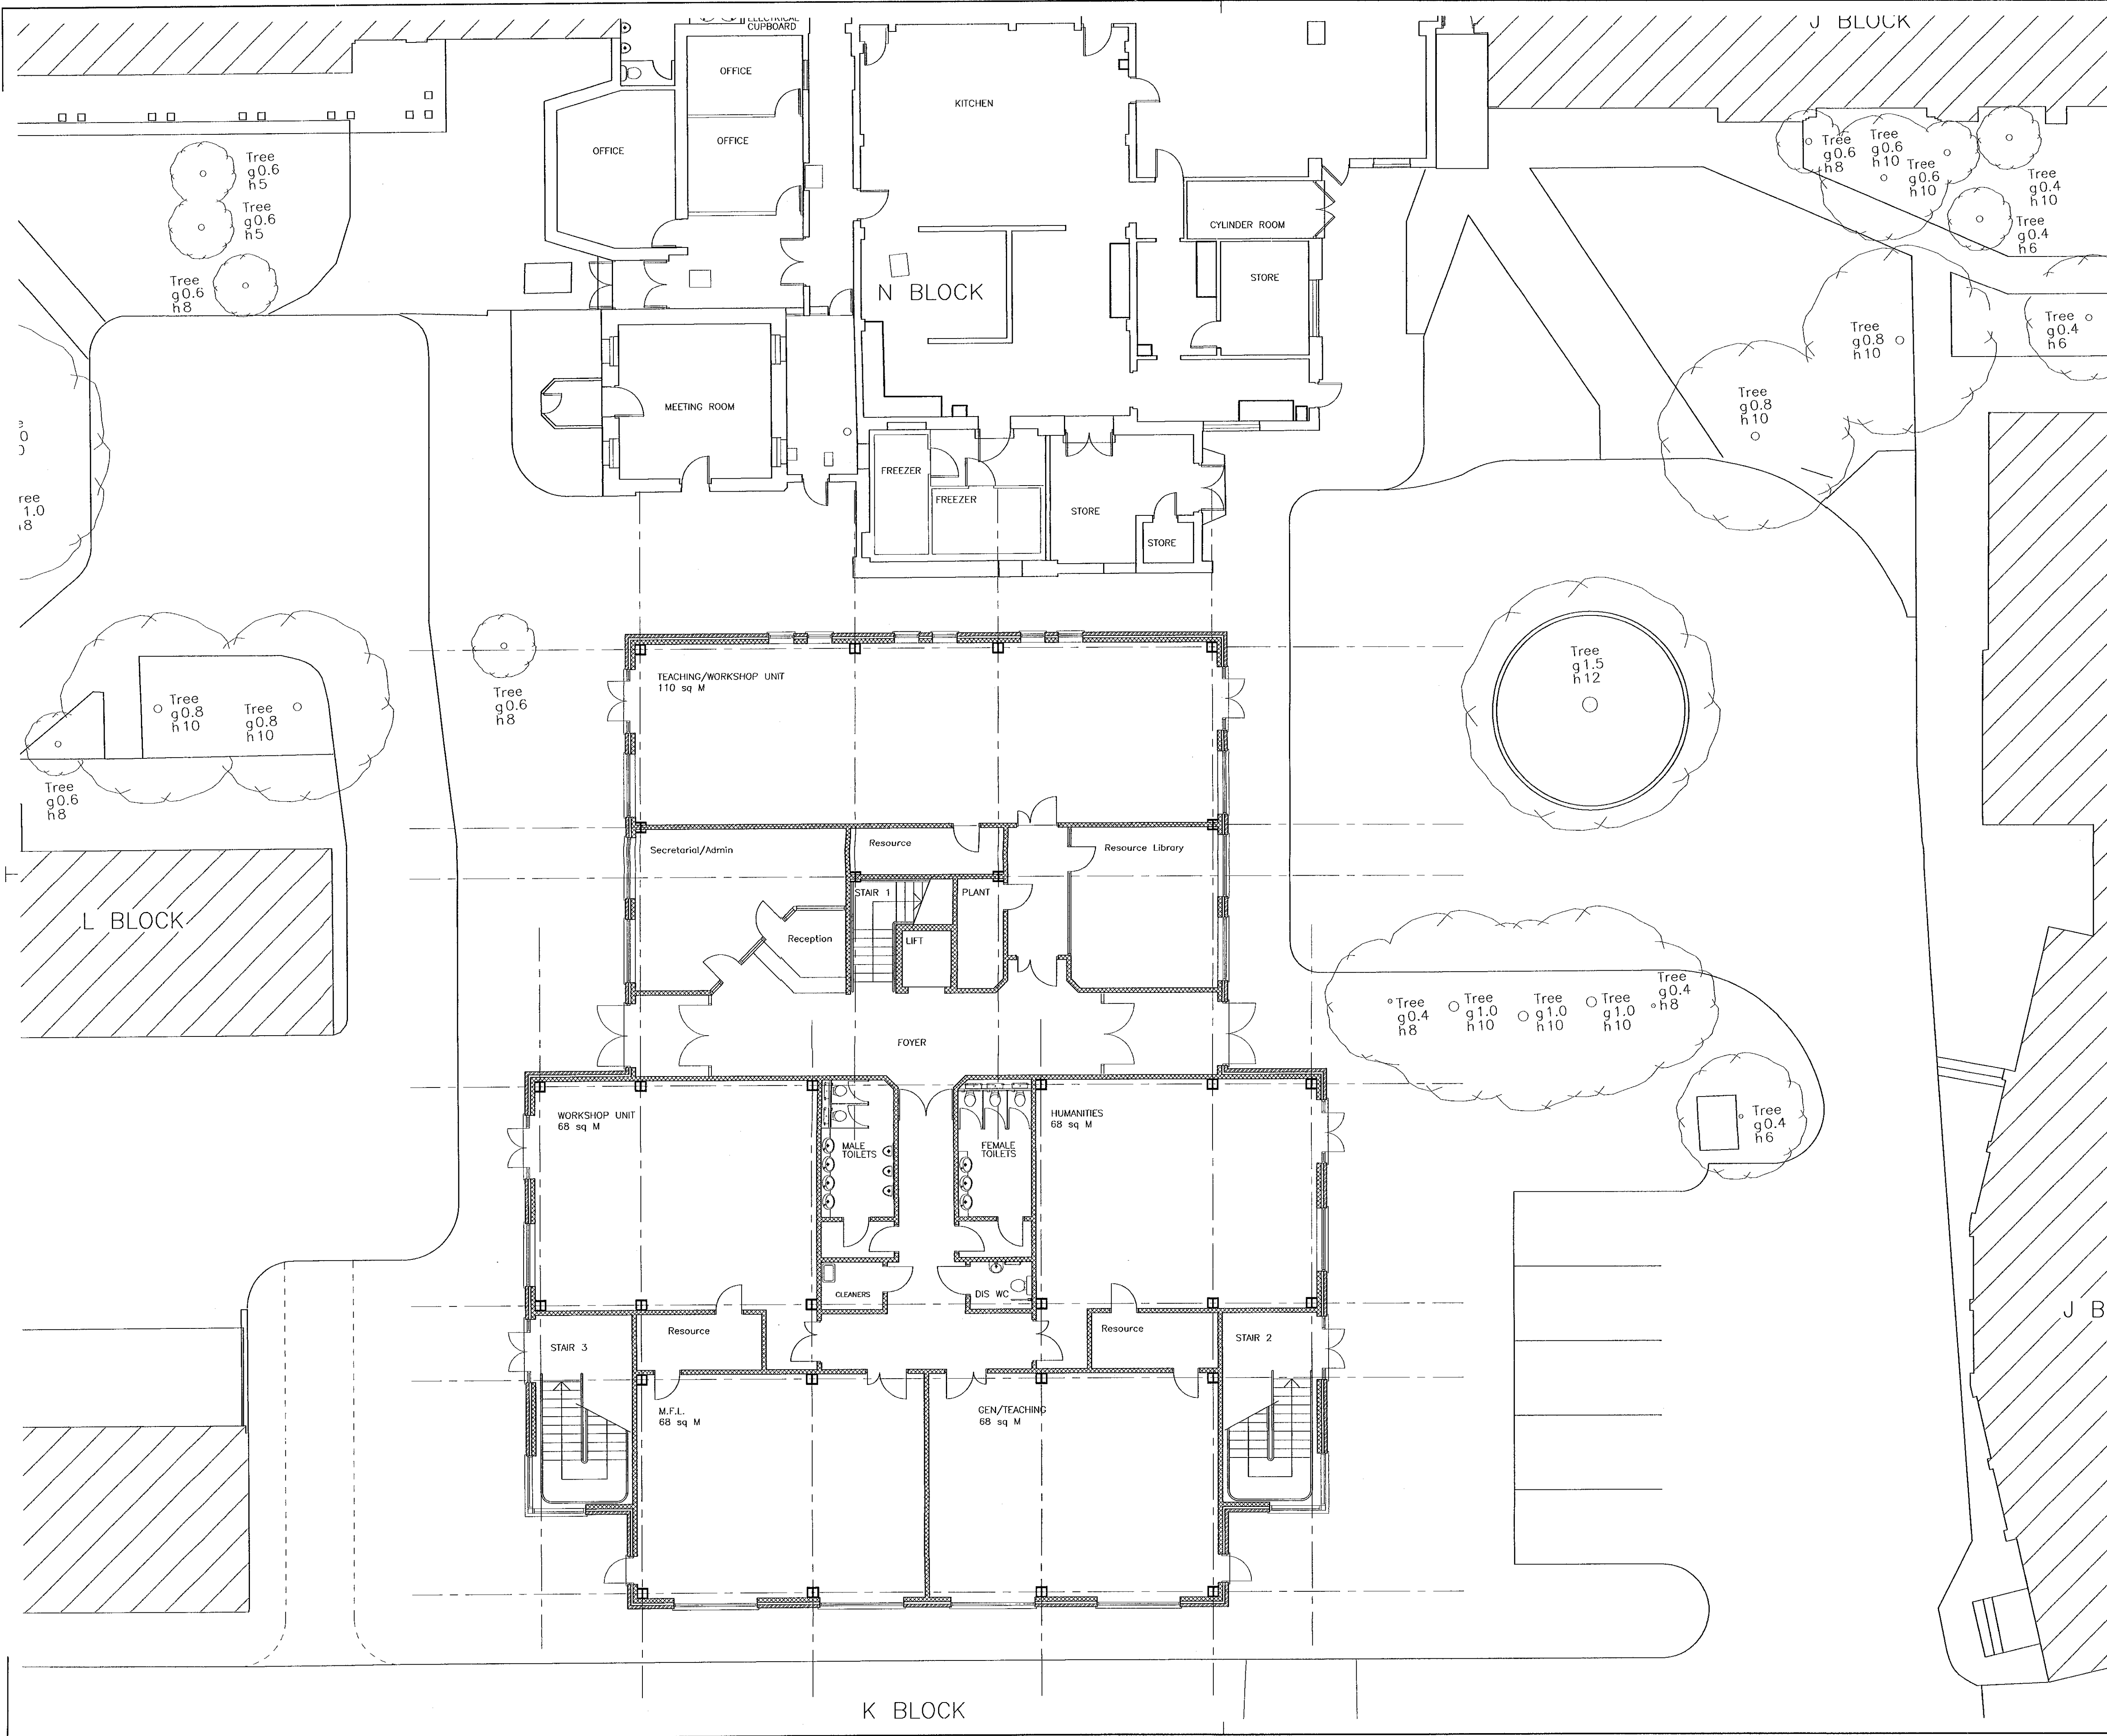 ELECTRICAL
CUPBOARD
J BLOCK
OFFICE
OFFICE
OFFICE
KITCHEN
Tree
g0.6
h5
Tree
g0.6
h5
Tree
g0.6
h8
CYLINDER ROOM
STORE
N BLOCK
MEETING ROOM
FREEZER
FREEZER
STORE
STORE
Tree
g0.6
h8
Tree
g0.6
h10
Tree
g0.6
h10
Tree
g0.4
h10
Tree
g0.4
h6
Tree
g0.4
h6
Tree
g0.8
h10
Tree
g0.8
h10
Tree
g1.5
h12
TEACHING/WORKSHOP UNIT
110 sq M
Tree
g0.6
h8
Tree
g0.8
h10
Tree
g0.8
h10
Tree
g0.6
h8
L BLOCK
Secretarial/Admin
Resource
Resource Library
STAIR 1
PLANT
Reception
LIFT
FOYER
Tree
g0.4
h8
Tree
g1.0
h10
Tree
g1.0
h10
Tree
g1.0
h10
Tree
g0.4
h8
Tree
g0.4
h6
WORKSHOP UNIT
68 sq M
MALE
TOILETS
FEMALE
TOILETS
HUMANITIES
68 sq M
CLEANERS
DIS WC
J B
Resource
Resource
STAIR 3
STAIR 2
M.F.L.
68 sq M
GEN/TEACHING
68 sq M
K BLOCK